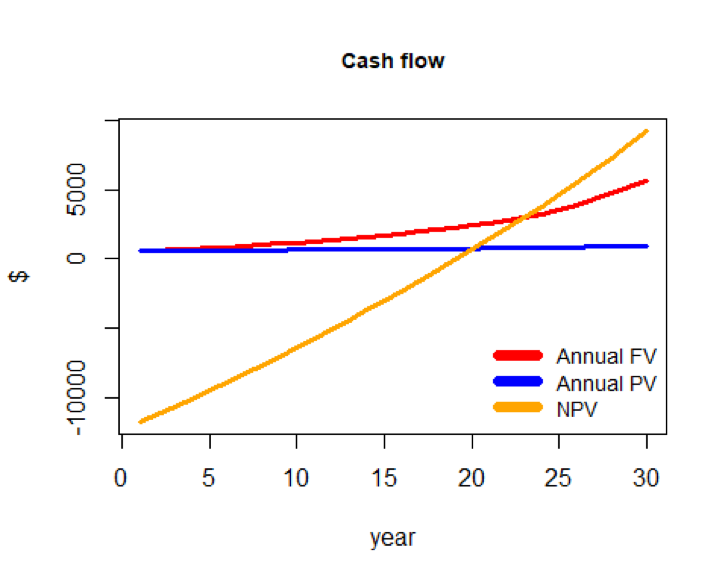 Cash flow
5000
0
-10000
$
Annual FV
Annual PV
NPV
0 5 10 15 20 25 30
year